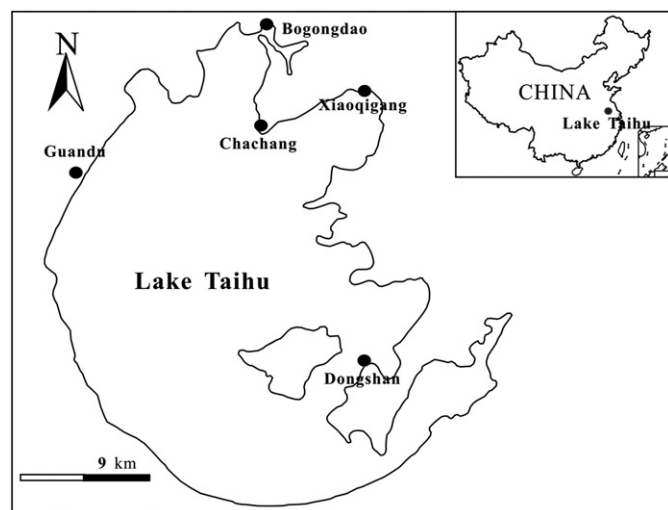 N
Bogongdao
Xiaoqigang
Chachang
Guandu
Lake Taihu
Dongshan
9 km
CHINA
Lake Taihu